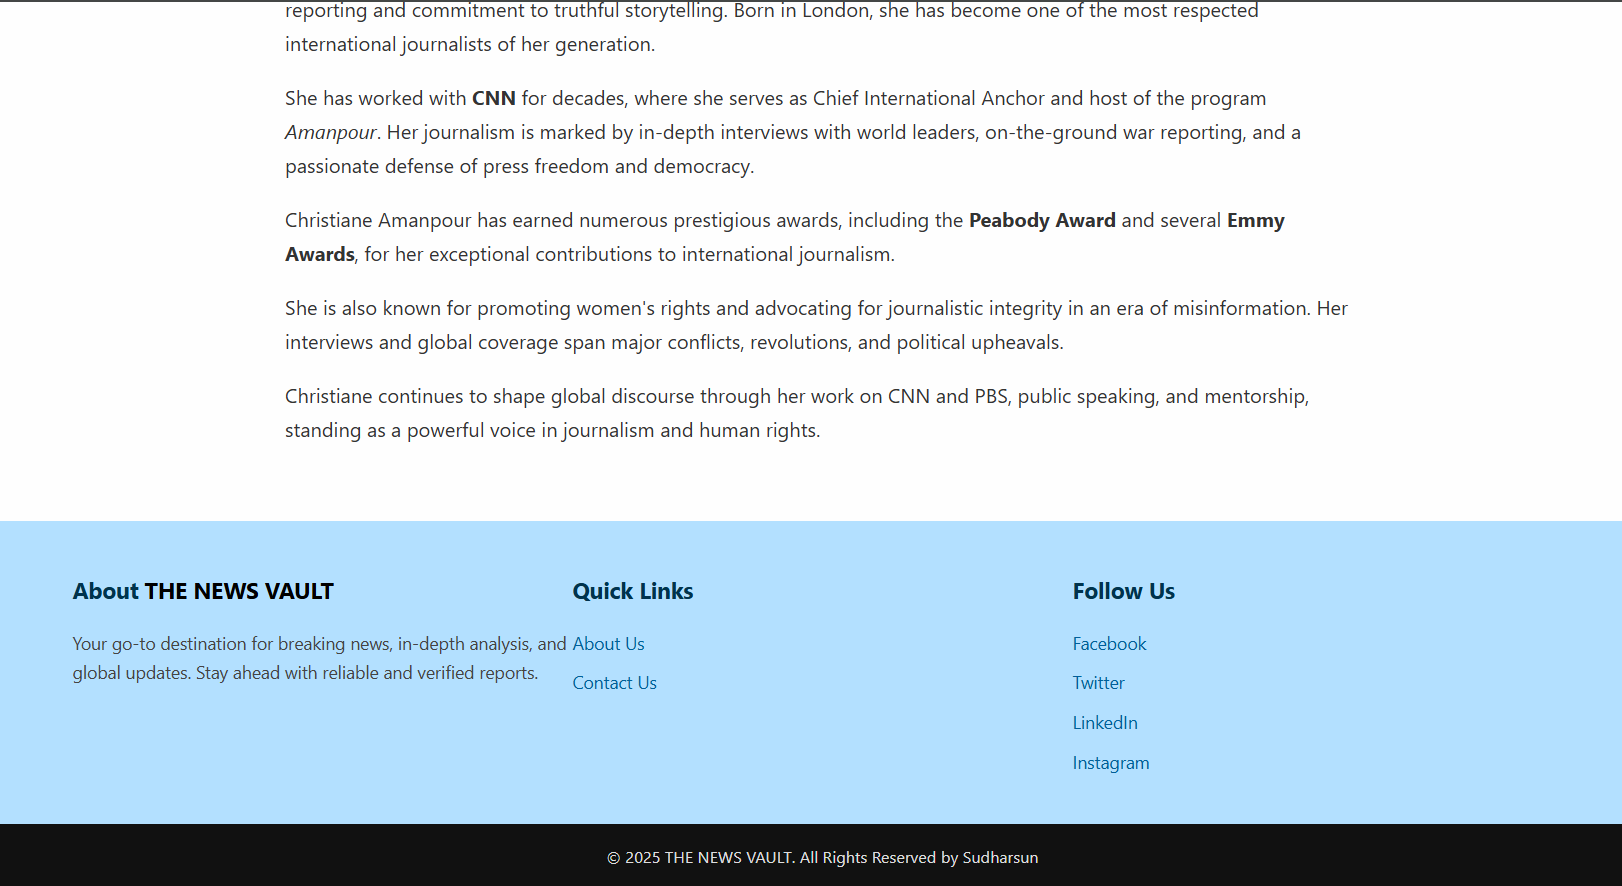 reporting and commitment to truthful storytelling. Born in London, she has become one of the most respected
international journalists of her generation.
She has worked with CNN for decades, where she serves as Chief International Anchor and host of the program
Amanpour. Her journalism is marked by in-depth interviews with world leaders, on-the-ground war reporting, and a
passionate defense of press freedom and democracy.
Christiane Amanpour has earned numerous prestigious awards, including the Peabody Award and several Emmy
Awards, for her exceptional contributions to international journalism.
She is also known for promoting women's rights and advocating for journalistic integrity in an era of misinformation. Her
interviews and global coverage span major conflicts, revolutions, and political upheavals.
Christiane continues to shape global discourse through her work on CNN and PBS, public speaking, and mentorship,
standing as a powerful voice in journalism and human rights.
About THE NEWS VAULT
Your go-to destination for breaking news, in-depth analysis, and
global updates. Stay ahead with reliable and verified reports.
Quick Links
About Us
Contact Us
Follow Us
Facebook
Twitter
LinkedIn
Instagram
© 2025 THE NEWS VAULT. All Rights Reserved by Sudharsun